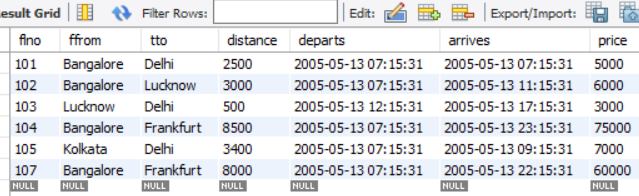 esult Grid Filter Rows: Edit: Export/Import:
flno ffrom tto distance departs arrives price
101 Bangalore Delhi 2500 2005-05-13 07:15:31 2005-05-13 07:15:31 5000
102 Bangalore Lucknow 3000 2005-05-13 07:15:31 2005-05-13 11:15:31 6000
103 Lucknow Delhi 500 2005-05-13 12:15:31 2005-05-13 17:15:31 3000
104 Bangalore Frankfurt 8500 2005-05-13 07:15:31 2005-05-13 23:15:31 75000
105 Kolkata Delhi 3400 2005-05-13 07:15:31 2005-05-13 09:15:31 7000
107 Bangalore Frankfurt 8000 2005-05-13 07:15:31 2005-05-13 22:15:31 60000
NULL NULL NULL NULL NULL NULL NULL